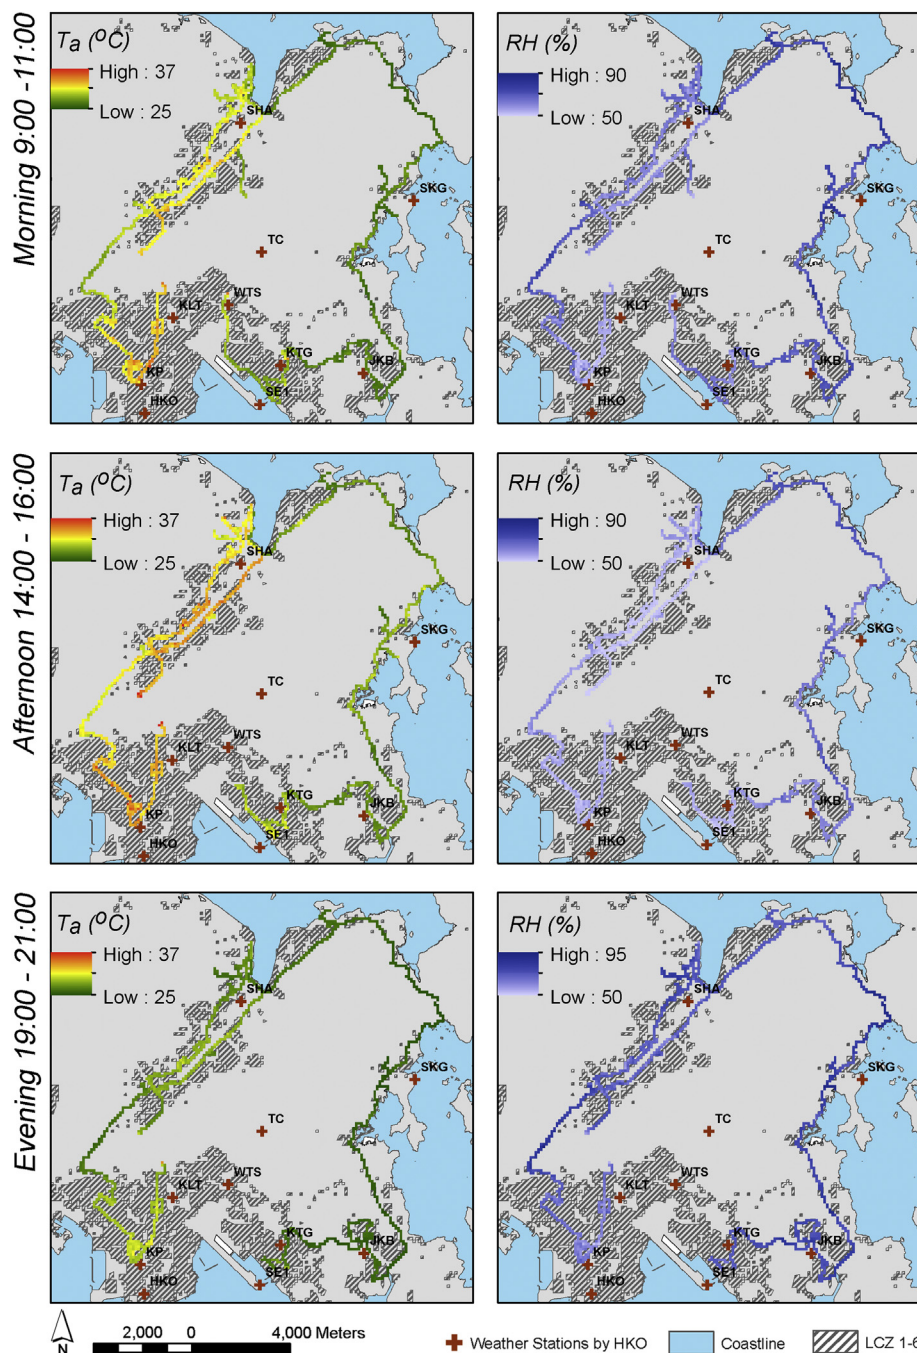 Morning 9:00 -11:00
Ta (oC)
High : 37
Low : 25
SHA
SKG
TC
WTS
KLT
KTG
JKB
KP
SE1
HKO
RH (%)
High : 90
Low : 50
SHA
SKG
TC
WTS
KLT
KTG
JKB
KP
SE1
HKO
Afternoon 14:00 - 16:00
Ta (oC)
High : 37
Low : 25
SHA
SKG
TC
WTS
KLT
KTG
JKB
KP
SE1
HKO
RH (%)
High : 90
Low : 50
SHA
SKG
TC
WTS
KLT
KTG
JKB
KP
SE1
HKO
Evening 19:00 - 21:00
Ta (oC)
High : 37
Low : 25
SHA
SKG
TC
WTS
KLT
KTG
JKB
KP
SE1
HKO
RH (%)
High : 95
Low : 50
SHA
SKG
TC
WTS
KLT
KTG
JKB
KP
SE1
HKO
N
2,000 0 4,000 Meters
Weather Stations by HKO
Coastline
LCZ 1-6